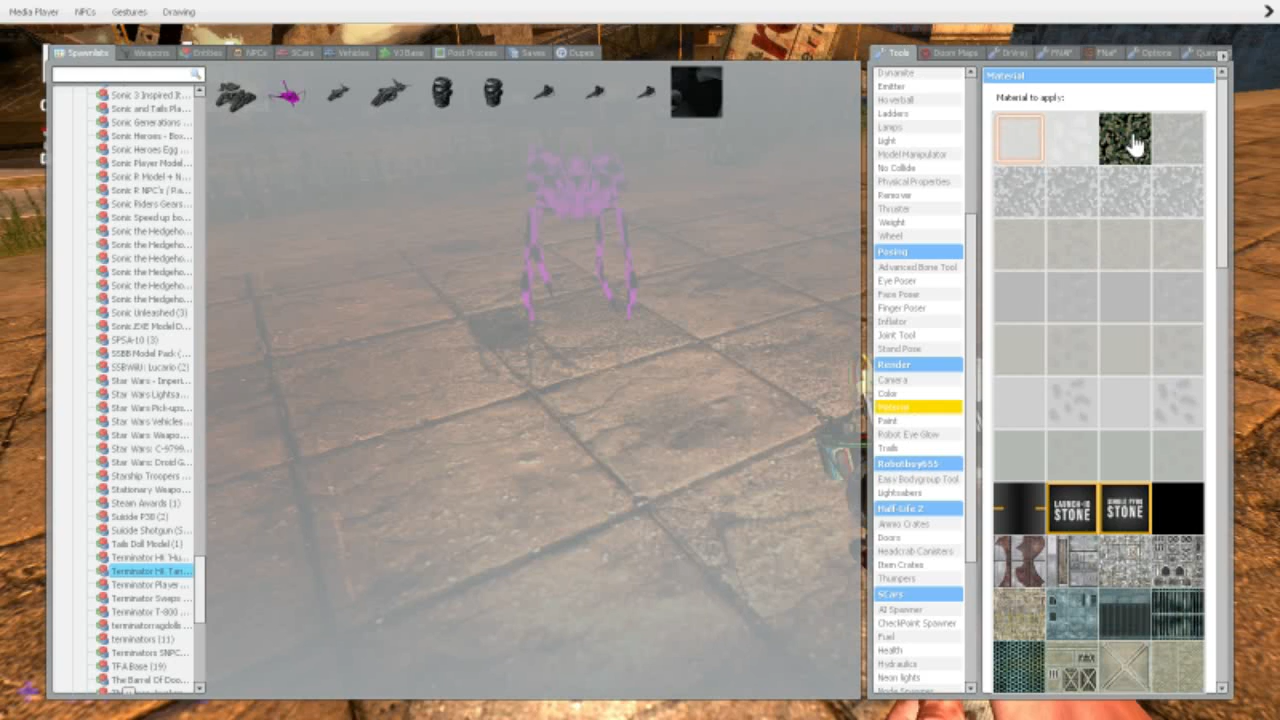 Media Player NPCs Gestures Drawing
Spawnlists Weapons Entities NPCs SCars Vehicles VJBase Post Process Saves Dupes
Sonic 3 Inspired It...
Sonic and Tails Pla...
Sonic Generations
Sonic Heroes - Box...
Sonic Heroes Egg
Sonic Player Model...
Sonic R Model + N...
Sonic R NPC's / Ra...
Sonic Riders Gears...
Sonic Speed up bo...
Sonic the Hedgeho...
Sonic the Hedgeho...
Sonic the Hedgeho...
Sonic the Hedgeho...
Sonic the Hedgeho...
Sonic the Hedgeho...
Sonic Unleashed (3)
Sonic.EXE Model D...
SPSA-10 (3)
SSBB Model Pack (...
SSBWiiU: Lucario (2)
Star Wars - Imperi...
Star Wars Lightsa...
Star Wars Pick-ups...
Star Wars Vehicles...
Star Wars Weapo...
Star Wars: C-9799...
Star Wars: Droid G...
Starship Troopers ...
Stationary Weapo...
Steam Awards (1)
Suicide P30 (2)
Suicide Shotgun (S...
Tails Doll Model (1)
Terminator HK 'Hu...
Terminator HK Tan...
Terminator Player ...
Terminator Sweps ...
Terminator T-800 ...
terminatorragdolls ...
terminators (11)
Terminators SNPC...
TFA Base (19)
The Barrel Of Doo...
Tools Doom Maps Options
Dynamite
Emitter
Hoverball
Ladders
Lamps
Light
Model Manipulator
No Collide
Physical Properties
Remover
Thruster
Weight
Wheel
Posing
Advanced Bone Tool
Eye Poser
Face Poser
Finger Poser
Inflator
Joint Tool
Stand Pose
Render
Camera
Color
Material
Paint
Robot Eye Glow
Trails
Robotboy655
Easy Bodygroup Tool
Lightsabers
Half-Life 2
Ammo Crates
Doors
Headcrab Canisters
Item Crates
Thumpers
SCars
AI Spawner
CheckPoint Spawner
Fuel
Health
Hydraulics
Neon lights
Node Spawner
Material
Material to apply:
STONE
STONE